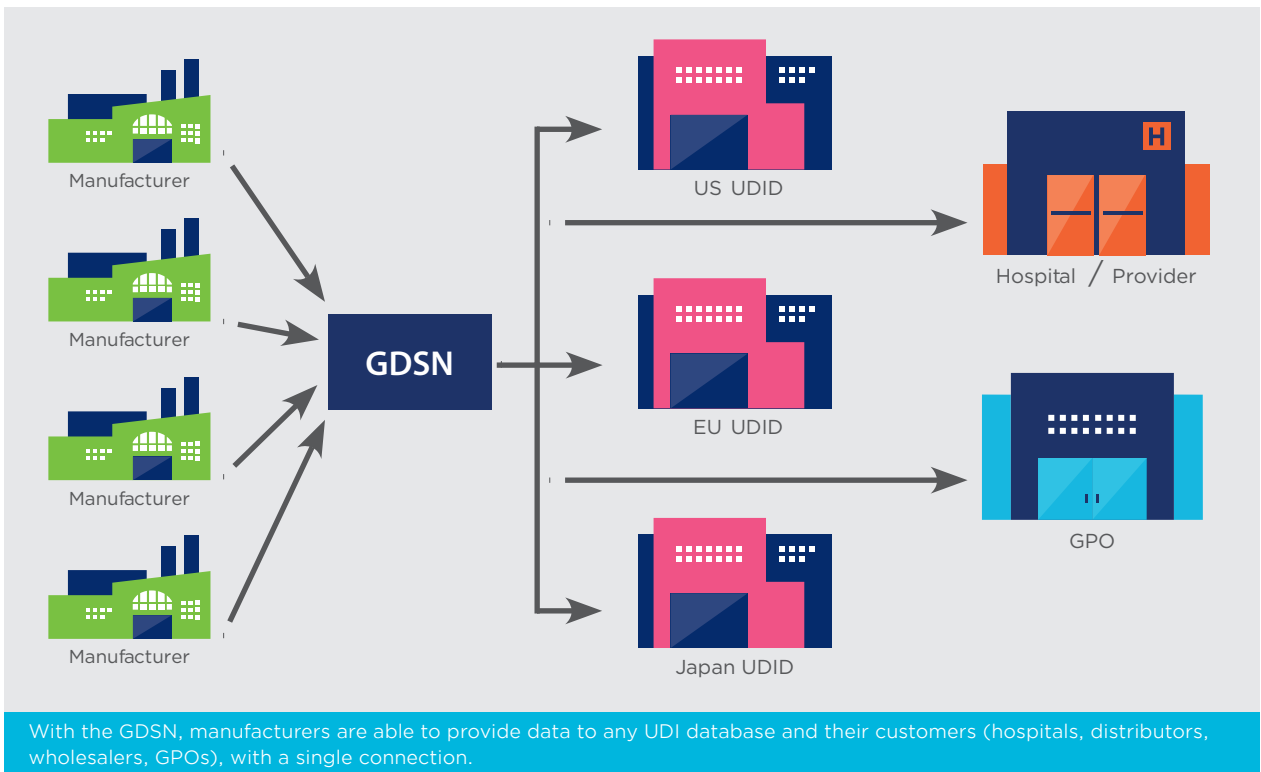 Manufacturer
Manufacturer
Manufacturer
Manufacturer
GDSN
US UDID
EU UDID
Japan UDID
H
Hospital / Provider
GPO
With the GDSN, manufacturers are able to provide data to any UDI database and their customers (hospitals, distributors,
wholesalers, GPOs), with a single connection.